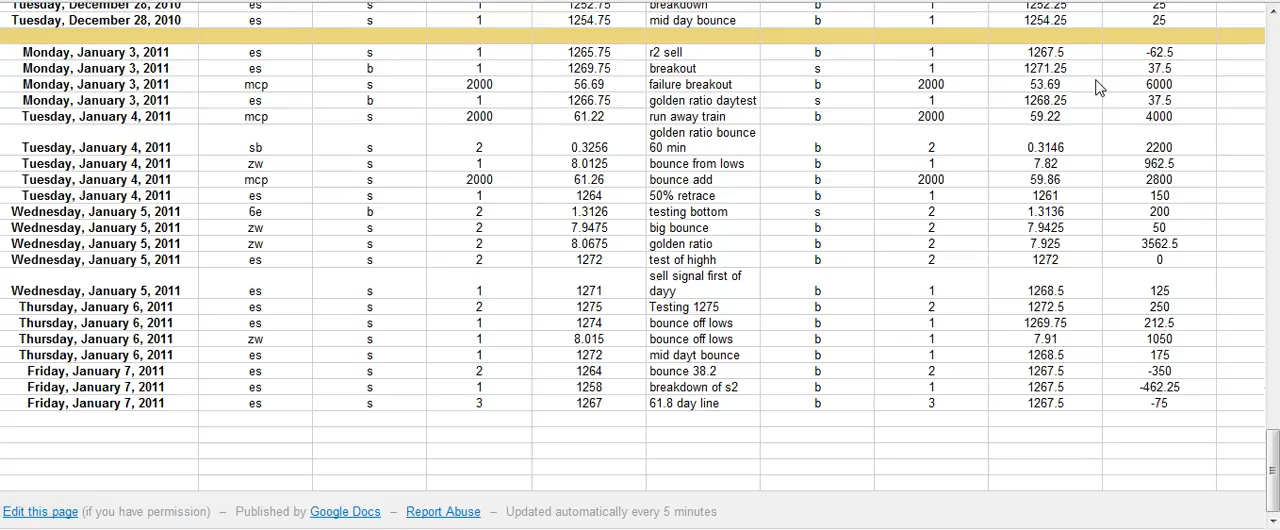 Tuesday, December 28, 2010 es s 1 1252.75 breakdown b 1 1252.25 25
Tuesday, December 28, 2010 es s 1 1254.75 mid day bounce b 1 1254.25 25
Monday, January 3, 2011 es s 1 1265.75 r2 sell b 1 1267.5 -62.5
Monday, January 3, 2011 es b 1 1269.75 breakout s 1 1271.25 37.5
Monday, January 3, 2011 mcp s 2000 56.69 failure breakout b 2000 53.69 6000
Monday, January 3, 2011 es b 1 1266.75 golden ratio daytest s 1 1268.25 37.5
Tuesday, January 4, 2011 mcp s 2000 61.22 run away train b 2000 59.22 4000
golden ratio bounce
Tuesday, January 4, 2011 sb s 2 0.3256 60 min b 2 0.3146 2200
Tuesday, January 4, 2011 zw s 1 8.0125 bounce from lows b 1 7.82 962.5
Tuesday, January 4, 2011 mcp s 2000 61.26 bounce add b 2000 59.86 2800
Tuesday, January 4, 2011 es s 1 1264 50% retrace b 1 1261 150
Wednesday, January 5, 2011 6e b 2 1.3126 testing bottom s 2 1.3136 200
Wednesday, January 5, 2011 zw s 2 7.9475 big bounce b 2 7.9425 50
Wednesday, January 5, 2011 zw s 2 8.0675 golden ratio b 2 7.925 3562.5
Wednesday, January 5, 2011 es s 2 1272 test of highh b 2 1272 0
sell signal first of
Wednesday, January 5, 2011 es s 1 1271 dayy b 1 1268.5 125
Thursday, January 6, 2011 es s 2 1275 Testing 1275 b 2 1272.5 250
Thursday, January 6, 2011 es s 1 1274 bounce off lows b 1 1269.75 212.5
Thursday, January 6, 2011 zw s 1 8.015 bounce off lows b 1 7.91 1050
Thursday, January 6, 2011 es s 1 1272 mid dayt bounce b 1 1268.5 175
Friday, January 7, 2011 es s 2 1264 bounce 38.2 b 2 1267.5 -350
Friday, January 7, 2011 es s 1 1258 breakdown of s2 b 1 1267.5 -462.25
Friday, January 7, 2011 es s 3 1267 61.8 day line b 3 1267.5 -75
Edit this page (if you have permission) – Published by Google Docs – Report Abuse – Updated automatically every 5 minutes